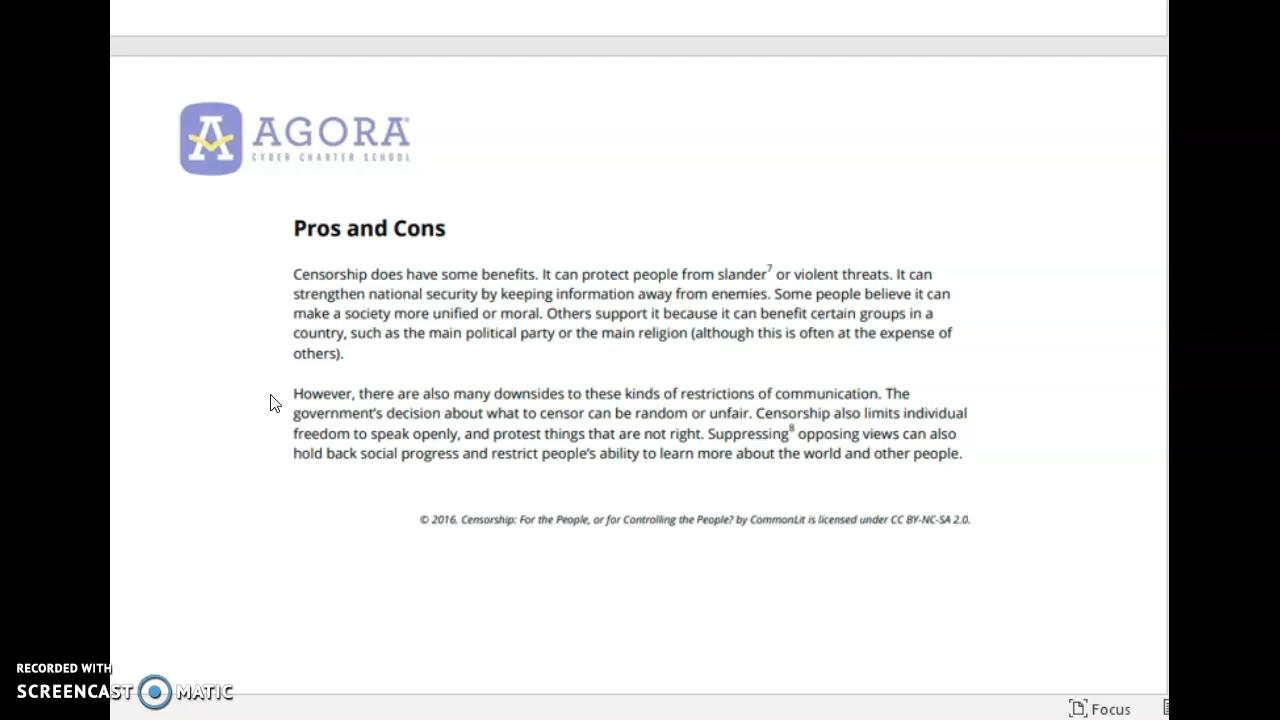 AGORA
CYBER CHARTER SCHOOL
Pros and Cons
Censorship does have some benefits. It can protect people from slander7 or violent threats. It can
strengthen national security by keeping information away from enemies. Some people believe it can
make a society more unified or moral. Others support it because it can benefit certain groups in a
country, such as the main political party or the main religion (although this is often at the expense of
others).
However, there are also many downsides to these kinds of restrictions of communication. The
government's decision about what to censor can be random or unfair. Censorship also limits individual
freedom to speak openly, and protest things that are not right. Suppressing8 opposing views can also
hold back social progress and restrict people's ability to learn more about the world and other people.
© 2016. Censorship: For the People, or for Controlling the People? by CommonLit is licensed under CC BY-NC-SA 2.0.
RECORDED WITH
SCREENCAST MATIC
Focus